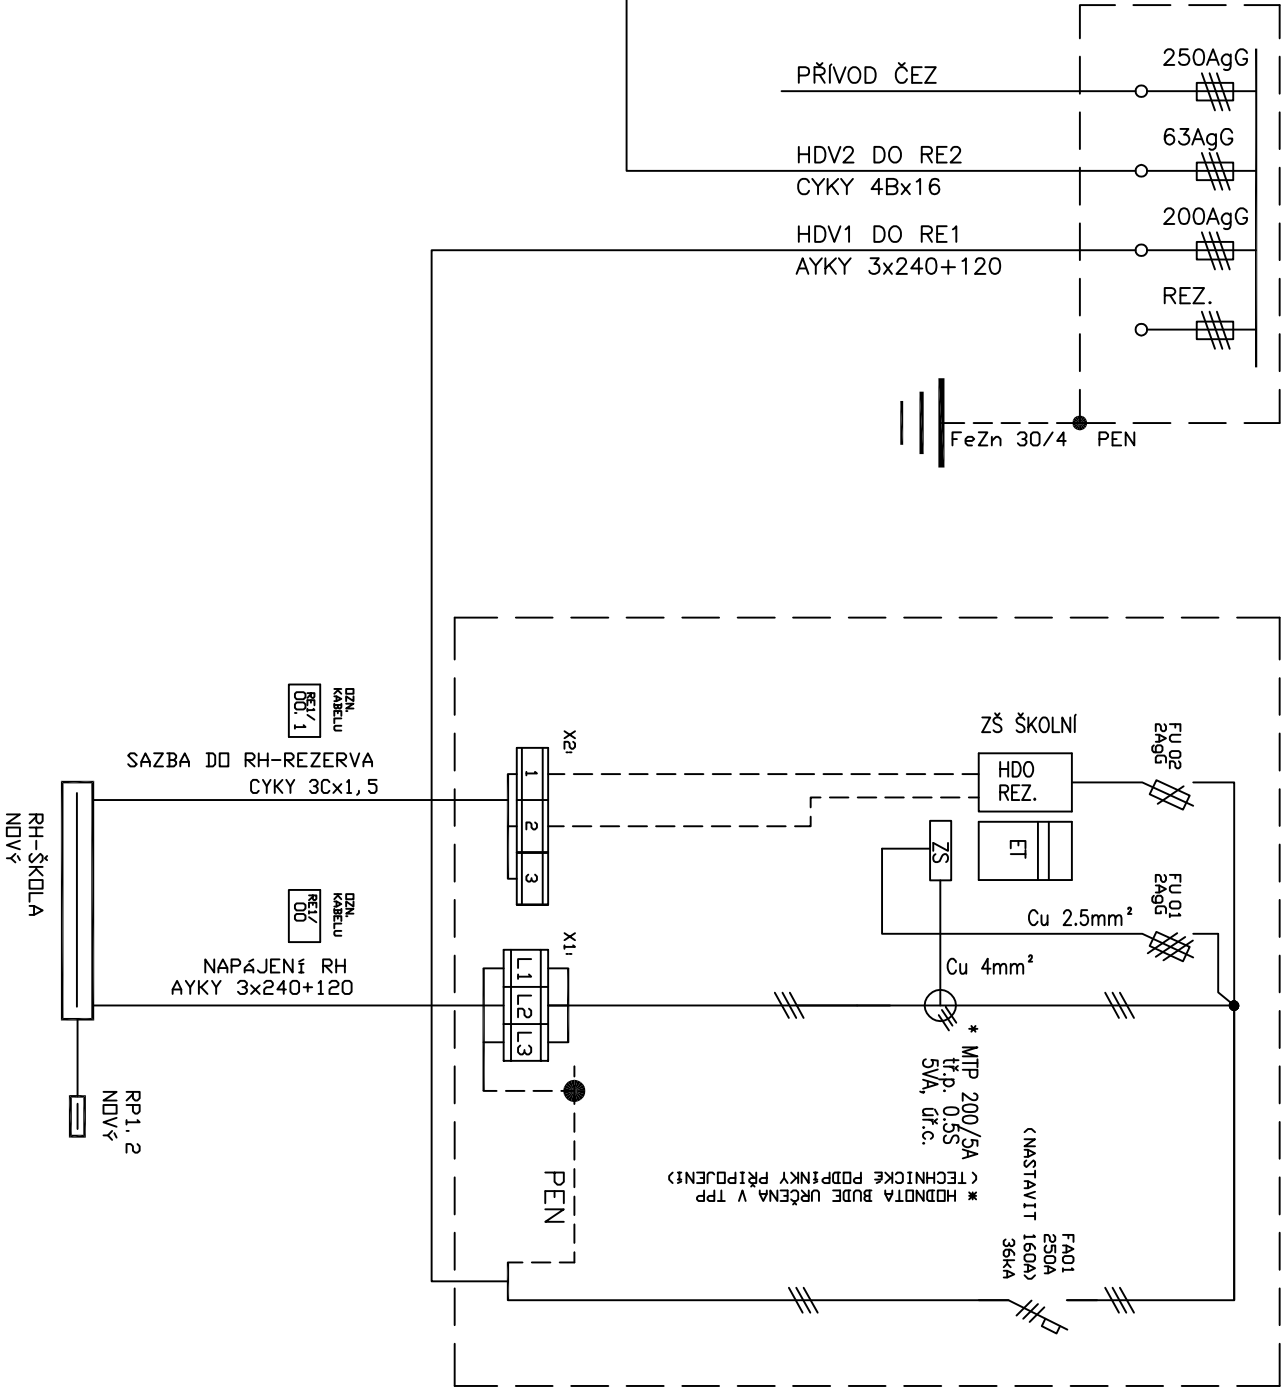 250AgG
PŘÍVOD ČEZ
63AgG
HDV2 DO RE2
CYKY 4Bx16
200AgG
HDV1 DO RE1
AYKY 3x240+120
REZ.
FeZn 30/4
PEN
OZN.
KABELU
RE1/
00.1
SAZBA DO RH-REZERVA
CYKY 3Cx1,5
X2:
1
2
3
ZŠ ŠKOLNÍ
HDO
REZ.
FU 02
2AgG
ET
ZS
FU 01
2AgG
Cu 2.5mm²
Cu 4mm²
RH-ŠKOLA
NOVÝ
OZN.
KABELU
RE1/
00
NAPÁJENÍ RH
AYKY 3x240+120
X1:
L1
L2
L3
* MTP 200/5A
tř.p. 0.5S
5VA, úř.c.
RP1.2
NOVÝ
PEN
* HODNOTA BUDE URČENA V TPP
(TECHNICKÉ PODPÍNKY PŘIPOJENÍ)
FA01
250A
(NASTAVIT 160A)
36kA